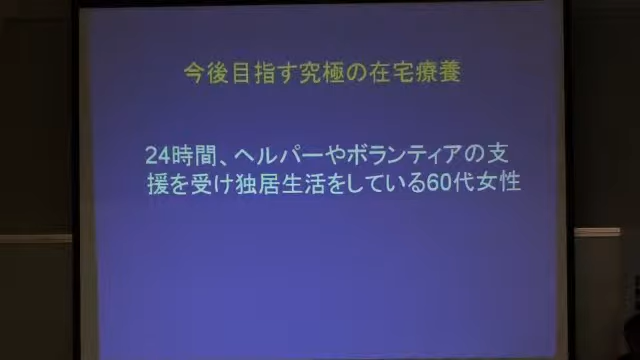 今後目指す究極の在宅療養
24時間、ヘルパーやボランティアの支
援を受け独居生活をしている60代女性